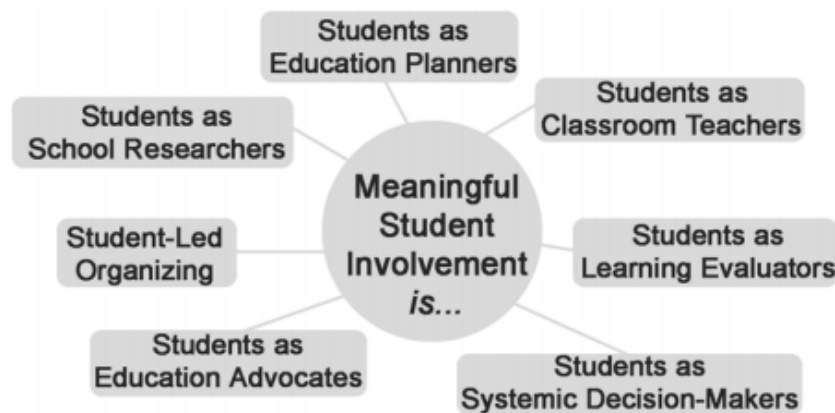 Students as
Education Planners
Students as
Classroom Teachers
Students as
School Researchers
Meaningful
Student
Involvement
is...
Student-Led
Organizing
Students as
Learning Evaluators
Students as
Education Advocates
Students as
Systemic Decision-Makers